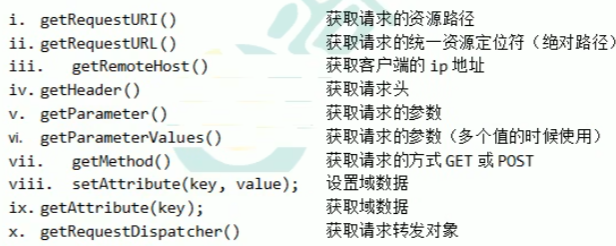 i. getRequestURI() 获取请求的资源路径
ii. getRequestURL() 获取请求的统一资源定位符（绝对路径）
iii. getRemoteHost() 获取客户端的 ip 地址
iv. getHeader() 获取请求头
v. getParameter() 获取请求的参数
vi. getParameterValues() 获取请求的参数（多个值的时候使用）
vii. getMethod() 获取请求的方式 GET 或 POST
viii. setAttribute(key, value); 设置域数据
ix. getAttribute(key); 获取域数据
x. getRequestDispatcher() 获取请求转发对象